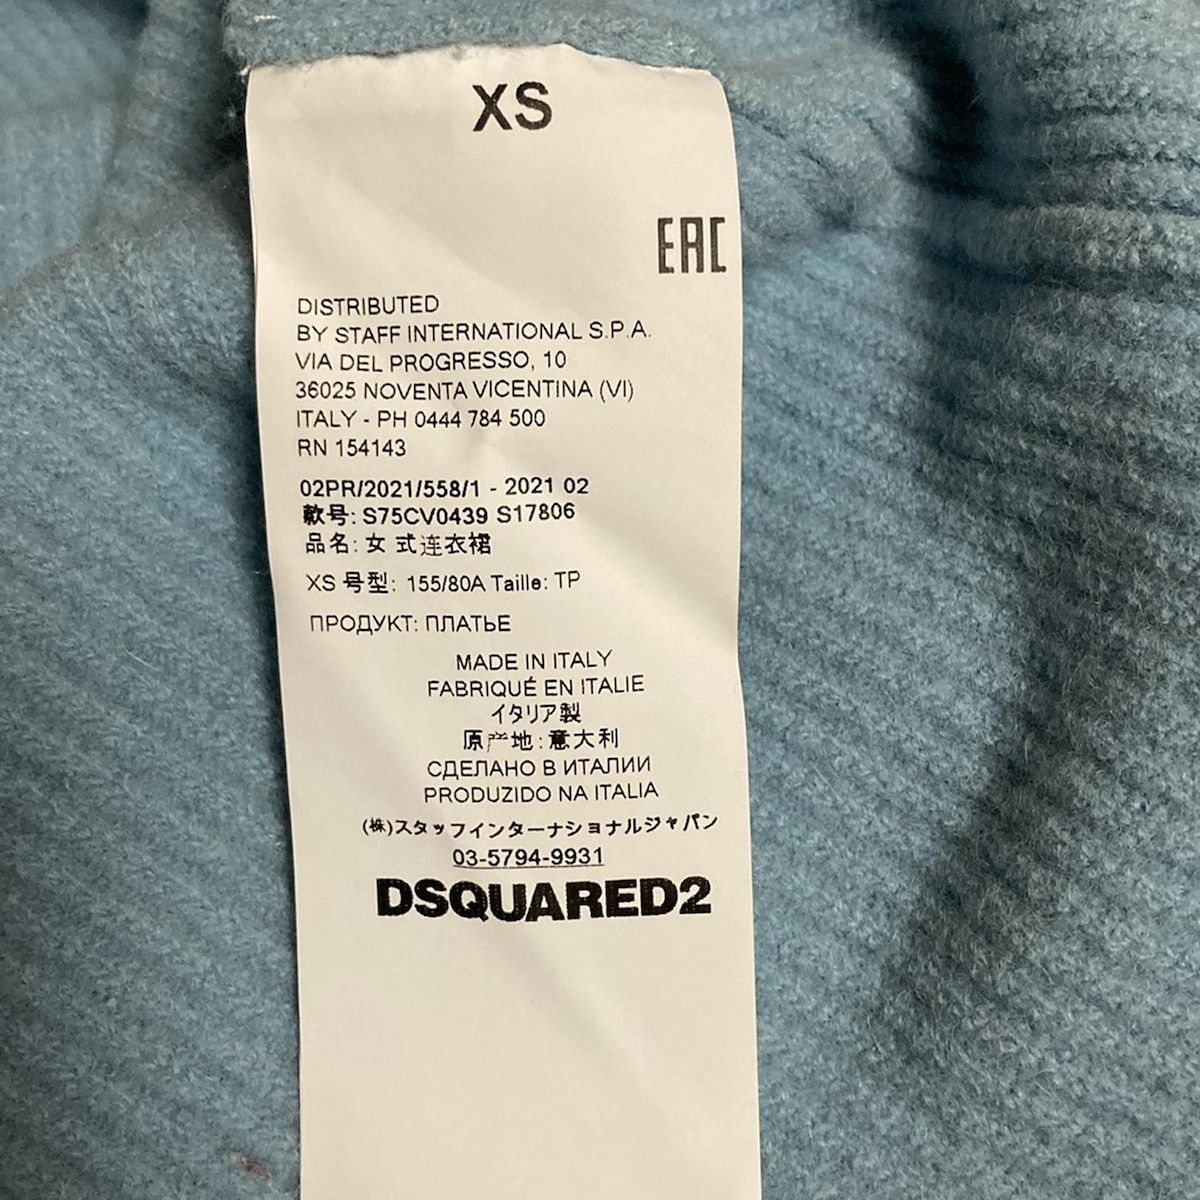 XS
EAC
DISTRIBUTED
BY STAFF INTERNATIONAL S.P.A.
VIA DEL PROGRESSO, 10
36025 NOVENTA VICENTINA (VI)
ITALY - PH 0444 784 500
RN 154143
02PR/2021/558/1 - 2021 02
款号: S75CV0439 S17806
品名: 女 式连衣裙
XS 号型: 155/80A Taille: TP
ПРОДУКТ: ПЛАТЬЕ
MADE IN ITALY
FABRIQUÉ EN ITALIE
イタリア製
原产地: 意大利
СДЕЛАНО В ИТАЛИИ
PRODUZIDO NA ITALIA
(株)スタッフインターナショナルジャパン
03-5794-9931
DSQUARED2